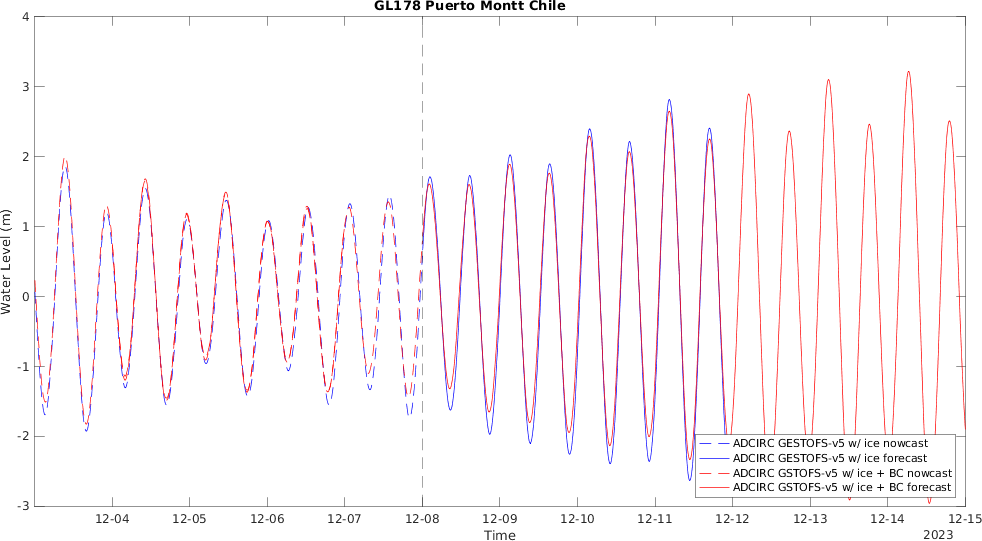 GL178 Puerto Montt Chile
4
3
2
1
0
-1
-2
-3
Water Level (m)
ADCIRC GESTOFS-v5 w/ ice nowcast
ADCIRC GESTOFS-v5 w/ ice forecast
ADCIRC GSTOFS-v5 w/ ice + BC nowcast
ADCIRC GSTOFS-v5 w/ ice + BC forecast
12-04 12-05 12-06 12-07 12-08 12-09 12-10 12-11 12-12 12-13 12-14 12-15
Time
2023